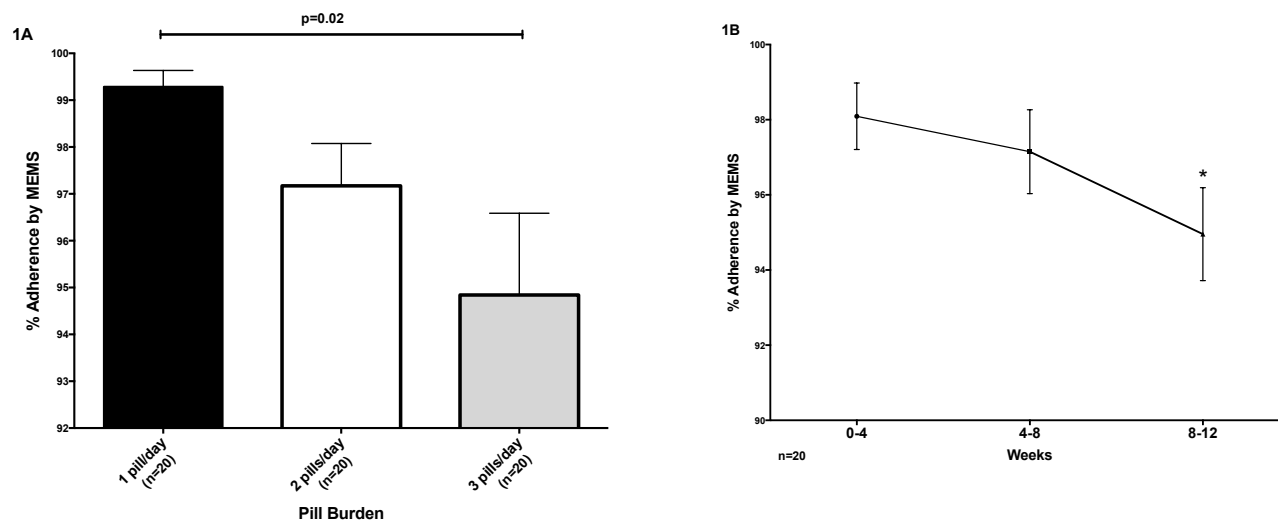 1A
p=0.02
% Adherence by MEMS
100
99
98
97
96
95
94
93
92
1 pill/day
(n=20)
2 pills/day
(n=20)
3 pills/day
(n=20)
Pill Burden
1B
% Adherence by MEMS
100
98
96
94
92
90
*
0-4
4-8
8-12
n=20
Weeks